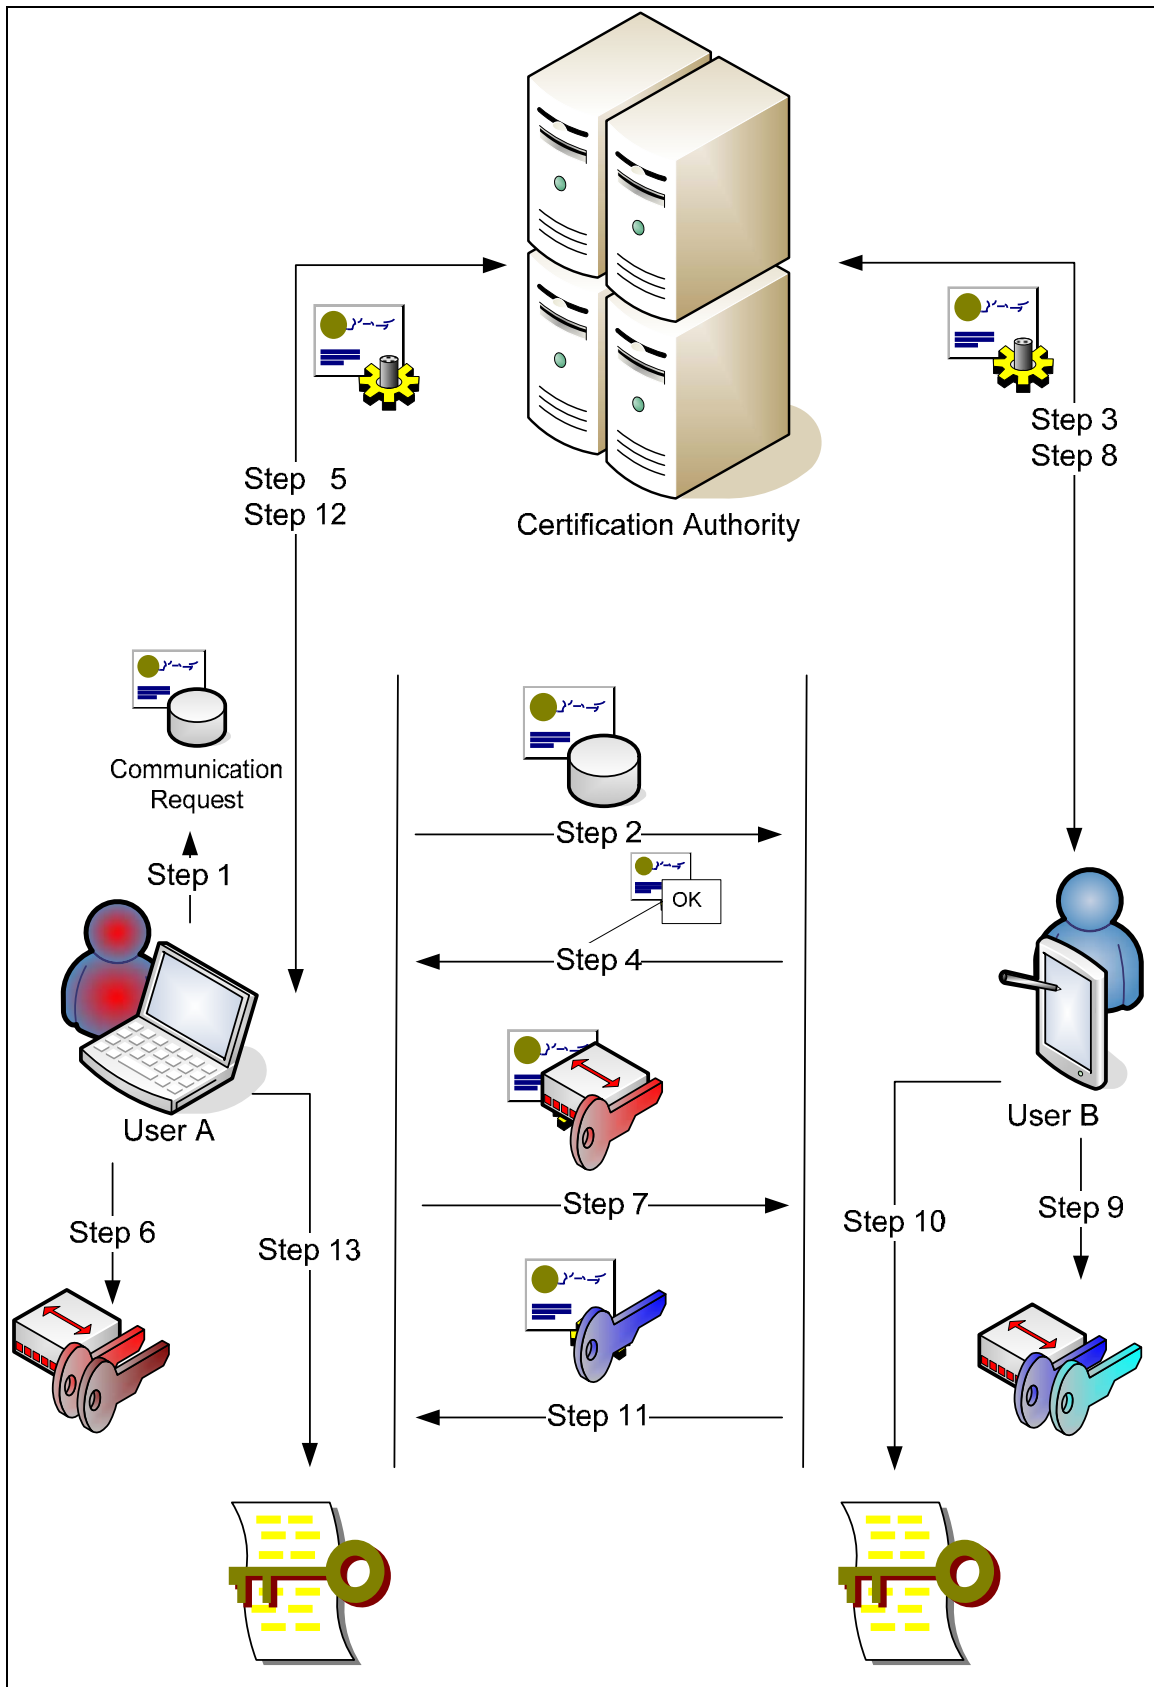 Step 3
Step 8
Step 5
Step 12
Certification Authority
Communication
Request
Step 2
Step 1
OK
Step 4
User A
User B
Step 7
Step 9
Step 10
Step 6
Step 13
Step 11